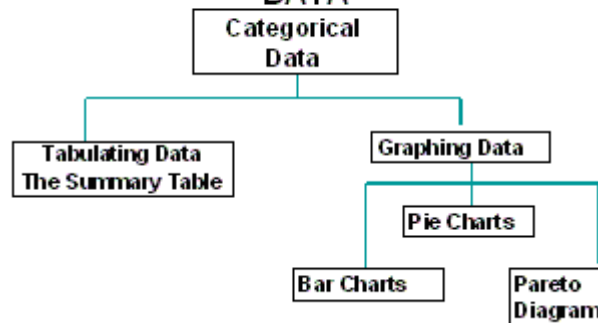 DATA
Categorical
Data
Tabulating Data
The Summary Table
Graphing Data
Pie Charts
Bar Charts
Pareto
Diagram